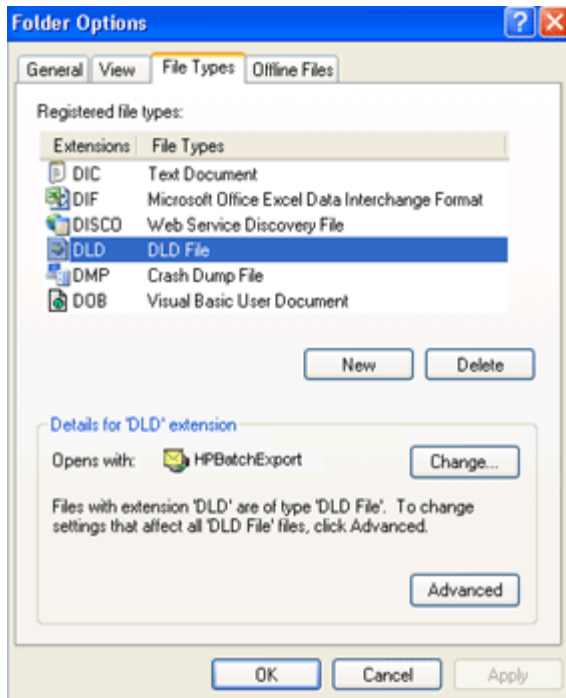 Folder Options
General View File Types Offline Files
Registered file types:
Extensions File Types
DIC Text Document
DIF Microsoft Office Excel Data Interchange Format
DISCO Web Service Discovery File
DLD DLD File
DMP Crash Dump File
DOB Visual Basic User Document
New Delete
Details for 'DLD' extension
Opens with: HPBatchExport Change...
Files with extension 'DLD' are of type 'DLD File'. To change
settings that affect all 'DLD File' files, click Advanced.
Advanced
OK Cancel Apply